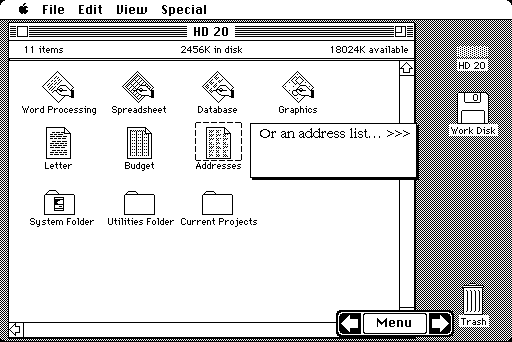 File Edit View Special
HD 20
11 items 2456K in disk 18024K available
HD 20
Word Processing Spreadsheet Database Graphics
Work Disk
Or an address list... >>>
Letter Budget Addresses
System Folder Utilities Folder Current Projects
Menu
Trash